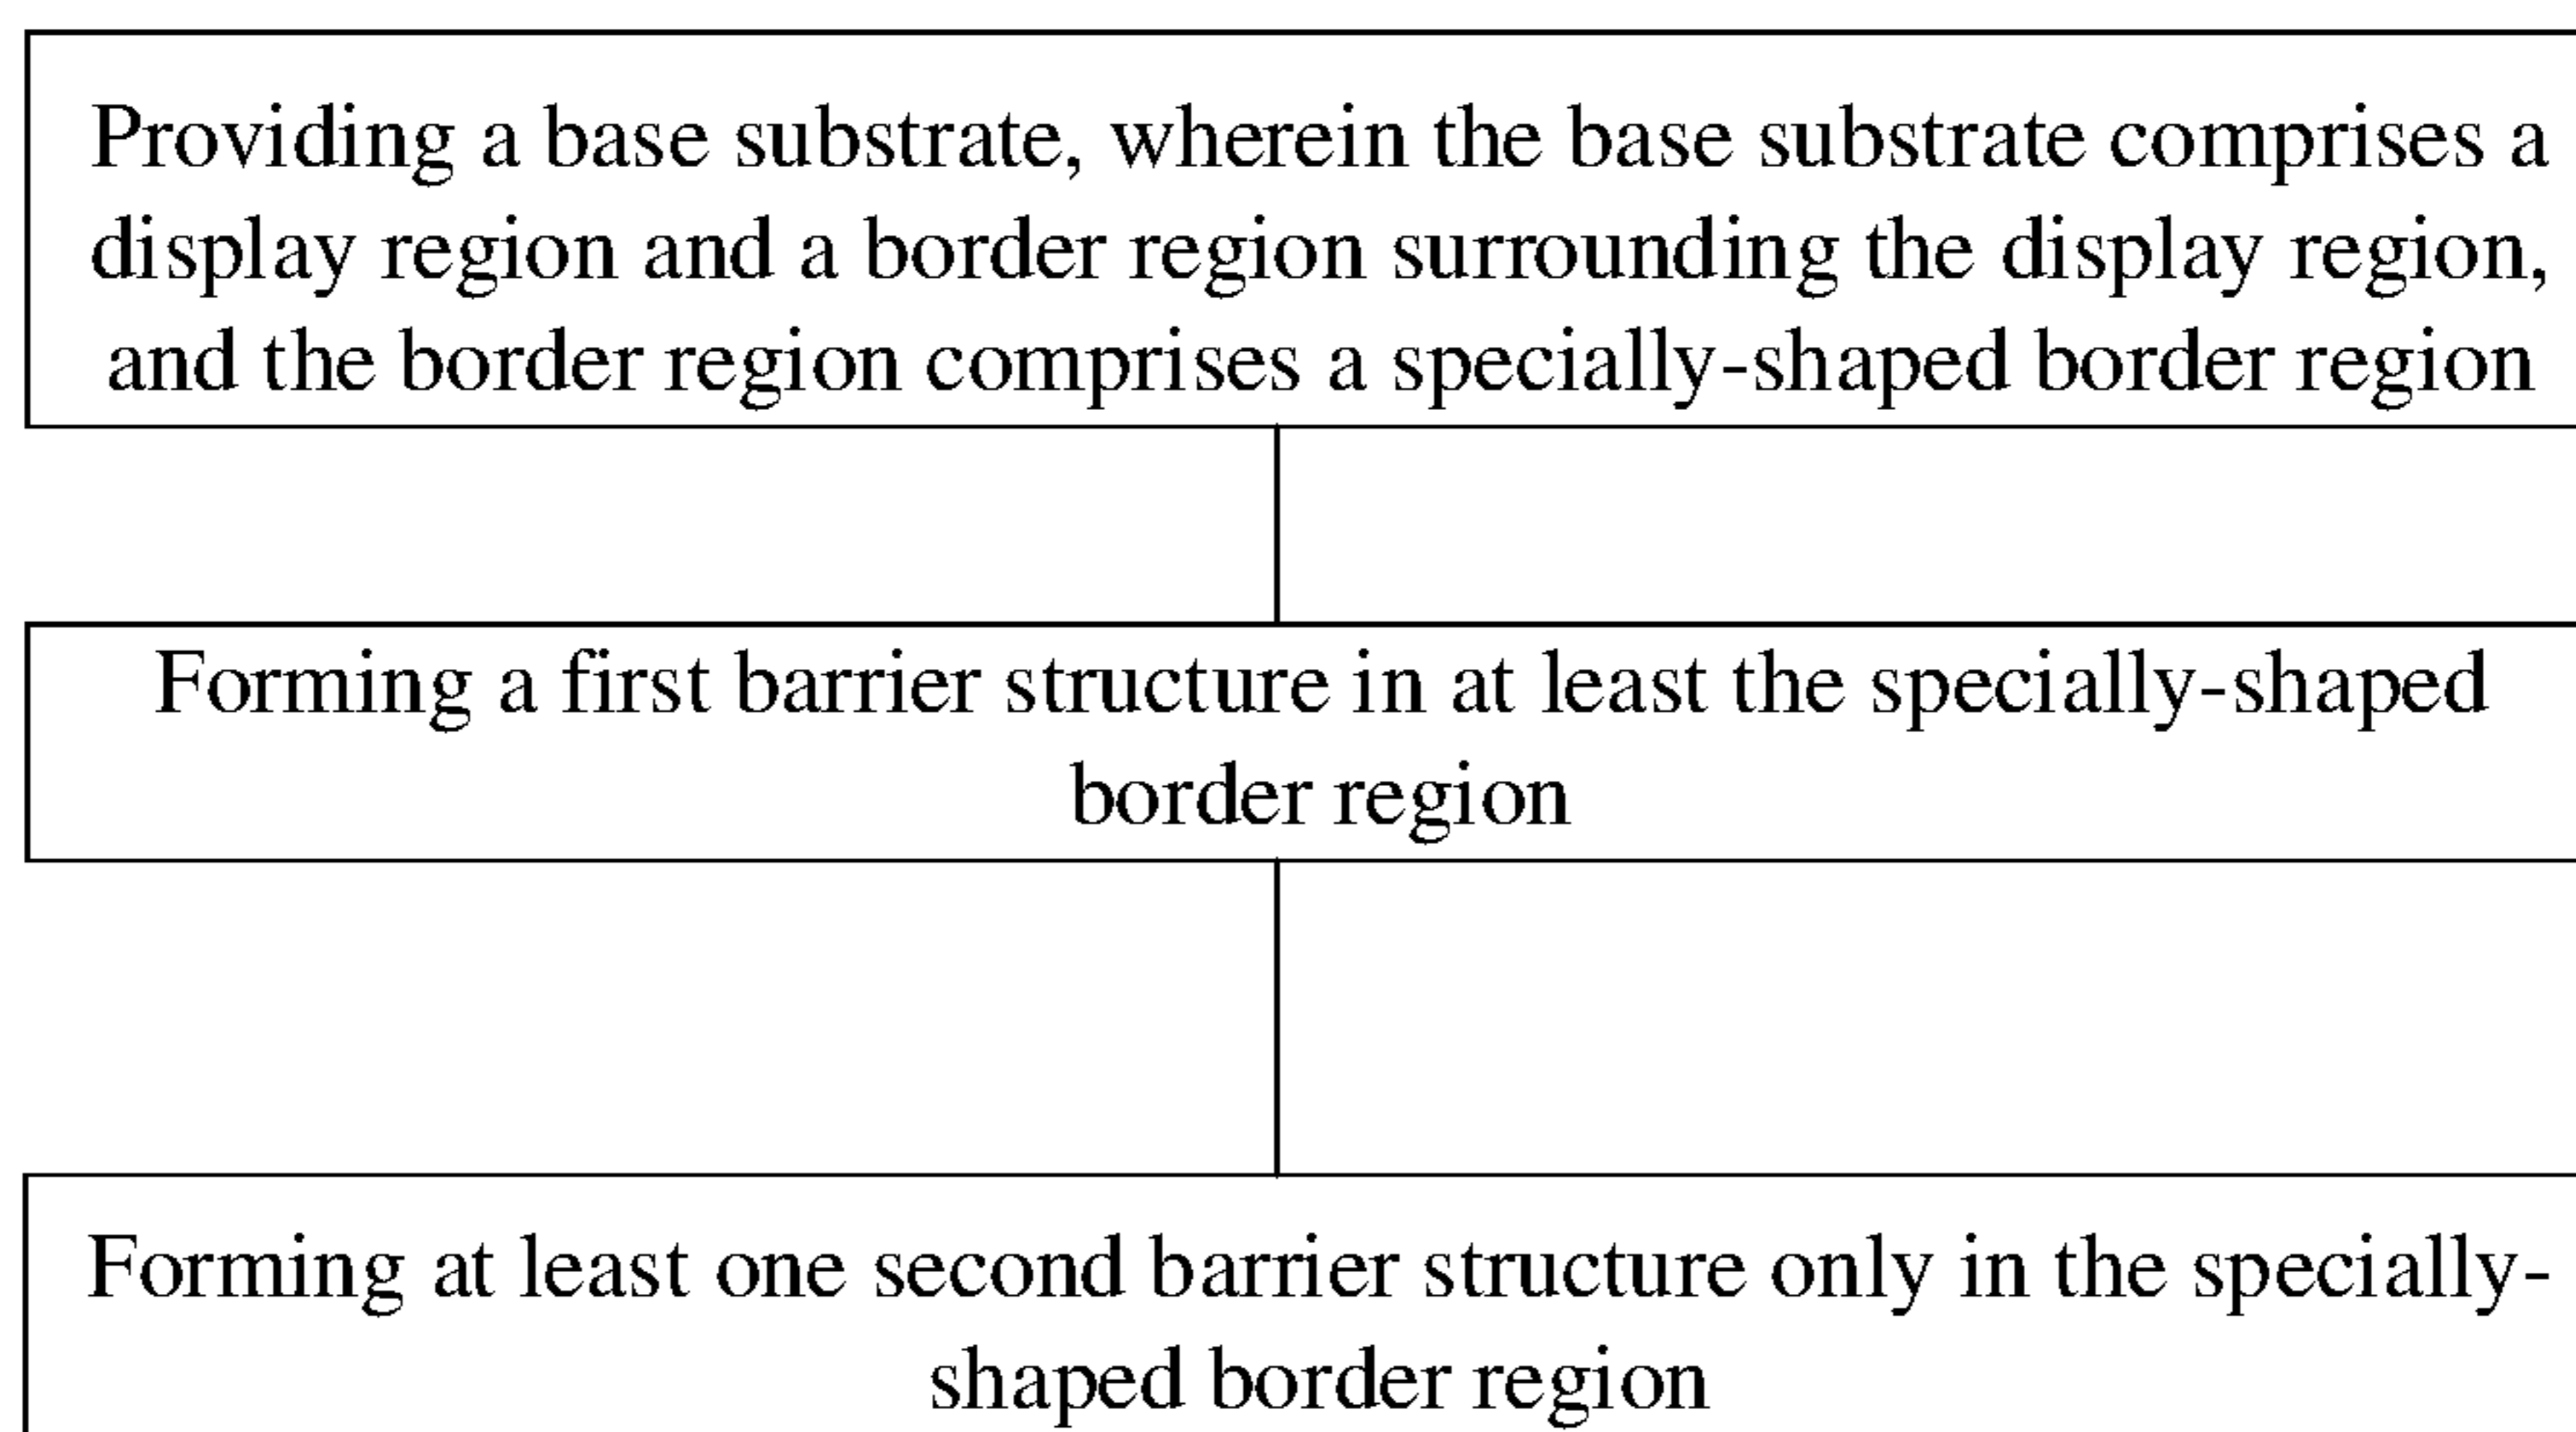 Providing a base substrate, wherein the base substrate comprises a
display region and a border region surrounding the display region,
and the border region comprises a specially-shaped border region
Forming a first barrier structure in at least the specially-shaped
border region
Forming at least one second barrier structure only in the specially-
shaped border region